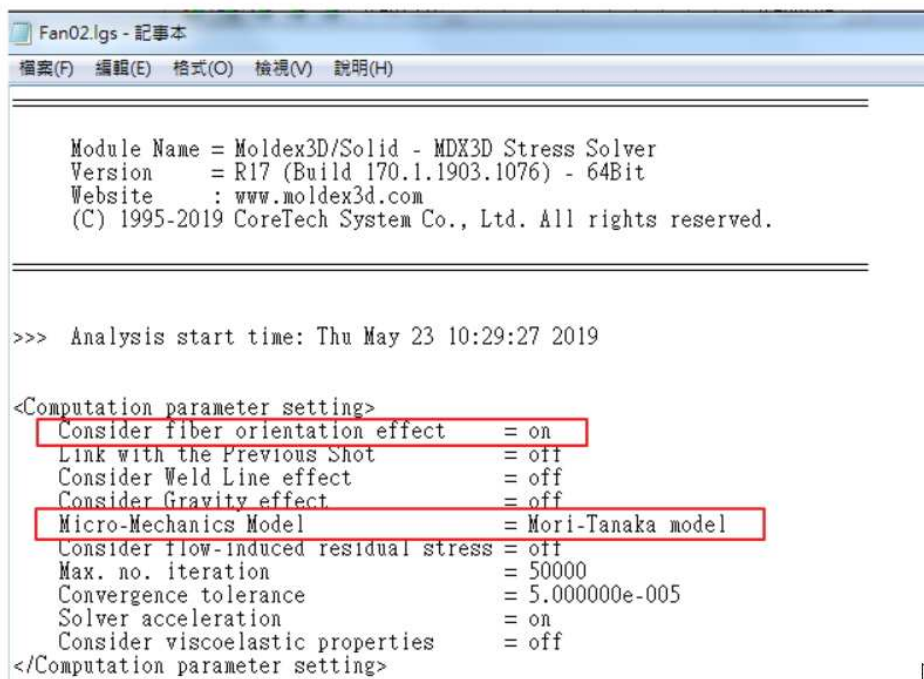 Fan02.lgs - 記事本
檔案(F) 編輯(E) 格式(O) 檢視(V) 說明(H)
Module Name = Moldex3D/Solid - MDX3D Stress Solver
Version = R17 (Build 170.1.1903.1076) - 64Bit
Website : www.moldex3d.com
(C) 1995-2019 CoreTech System Co., Ltd. All rights reserved.
>>> Analysis start time: Thu May 23 10:29:27 2019
<Computation parameter setting>
Consider fiber orientation effect = on
Link with the Previous Shot = off
Consider Weld Line effect = off
Consider Gravity effect = off
Micro-Mechanics Model = Mori-Tanaka model
Consider flow-induced residual stress = off
Max. no. iteration = 50000
Convergence tolerance = 5.000000e-005
Solver acceleration = on
Consider viscoelastic properties = off
</Computation parameter setting>